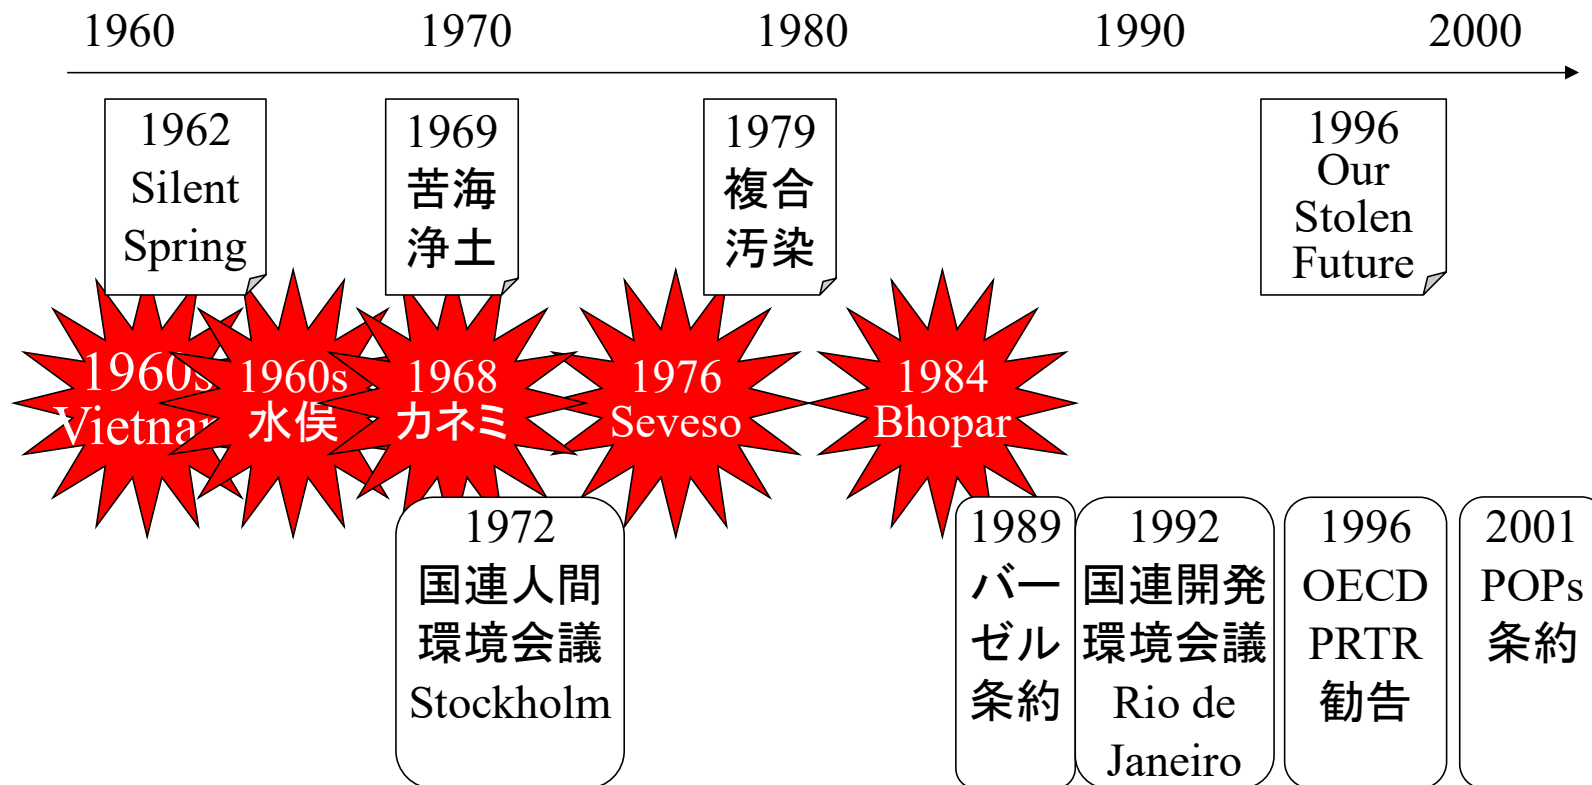 1960 1970 1980 1990 2000
1962
Silent
Spring
1969
苦海
浄土
1979
複合
汚染
1996
Our
Stolen
Future
1960s
Vietnam
1960s
水俣
1968
カネミ
1976
Seveso
1984
Bhopar
1972
国連人間
環境会議
Stockholm
1989
バー
ゼル
条約
1992
国連開発
環境会議
Rio de
Janeiro
1996
OECD
PRTR
勧告
2001
POPs
条約